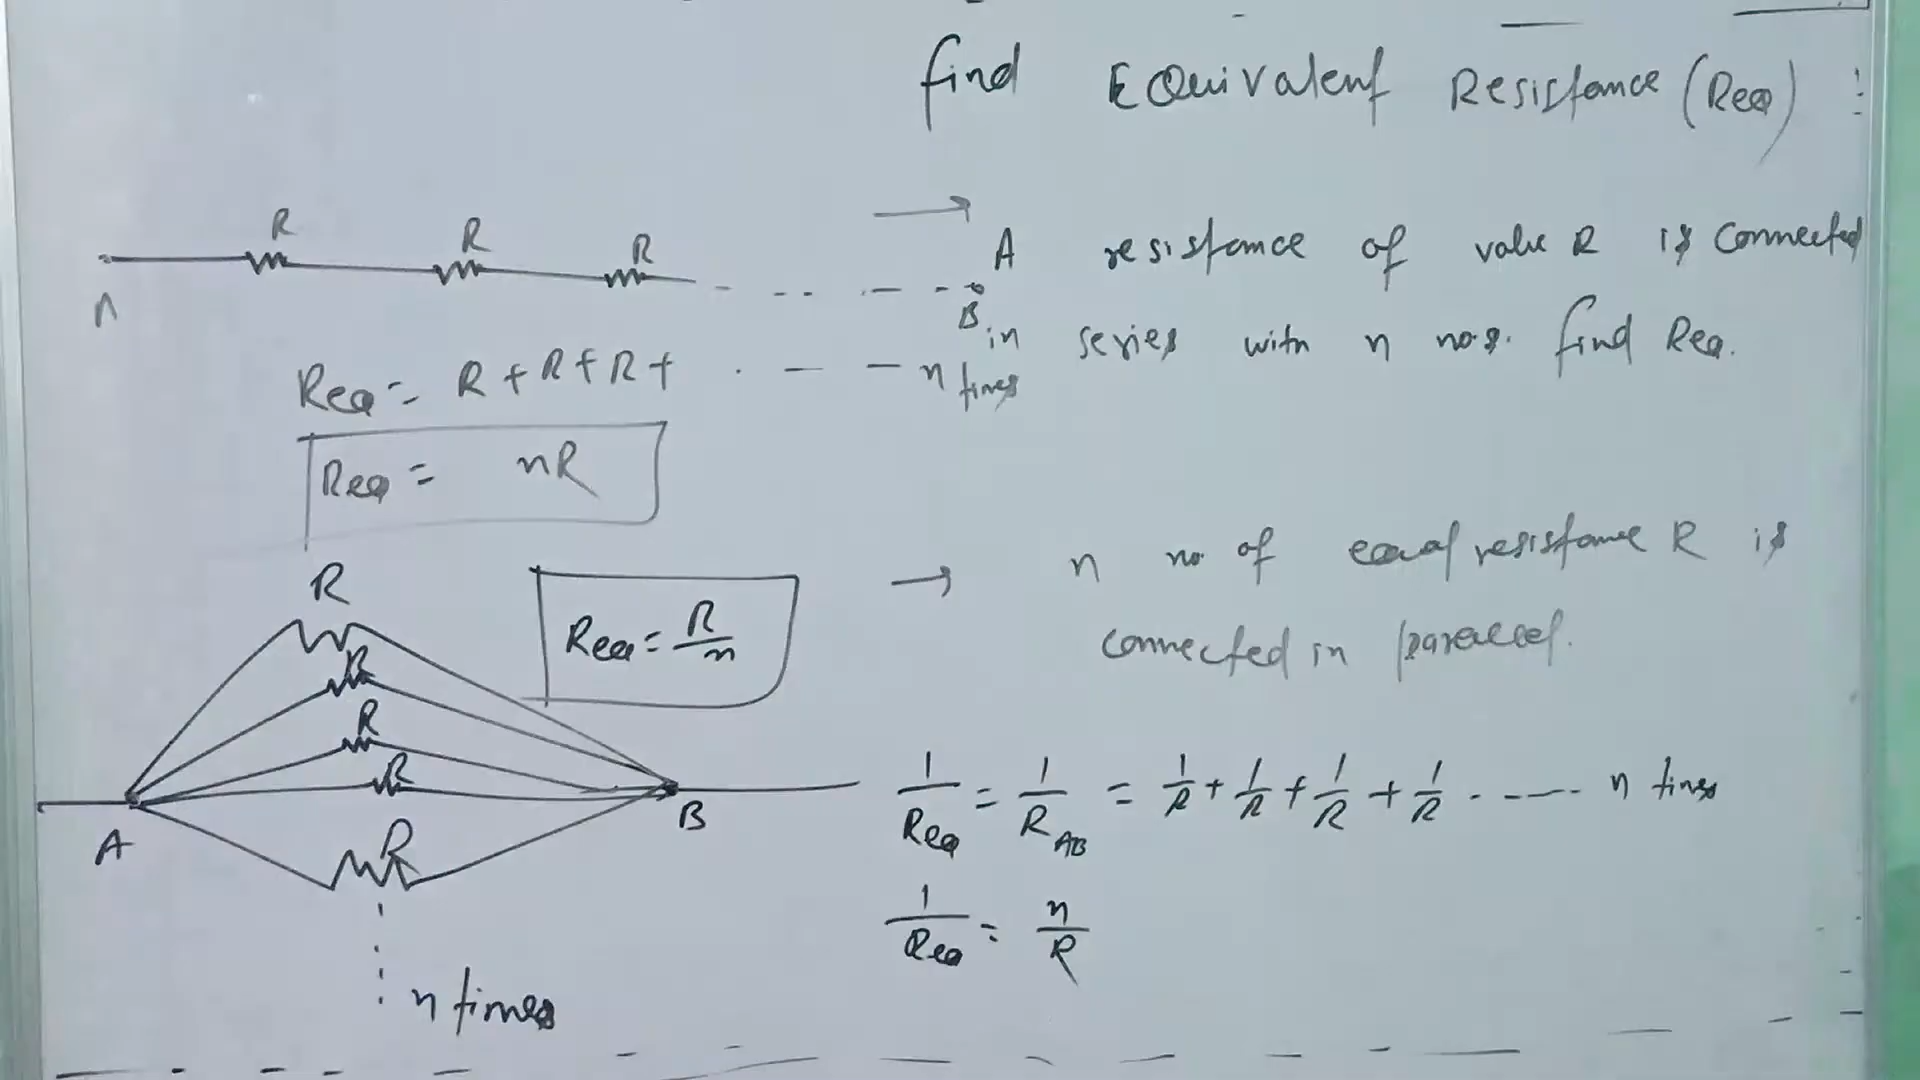 find Equivalent Resistance (Req) :
R R R
→ A resistance of value R is connected
A B
in series with n nos. find Req.
Req = R + R + R + . — — n times
Req = nR
→ n no of equal resistance R is
connected in parallel.
R
Req = R/n
R
R
R
A B
R
1/Req = 1/R_AB = 1/R + 1/R + 1/R + 1/R . - — - n times
1/Req = n/R
n times